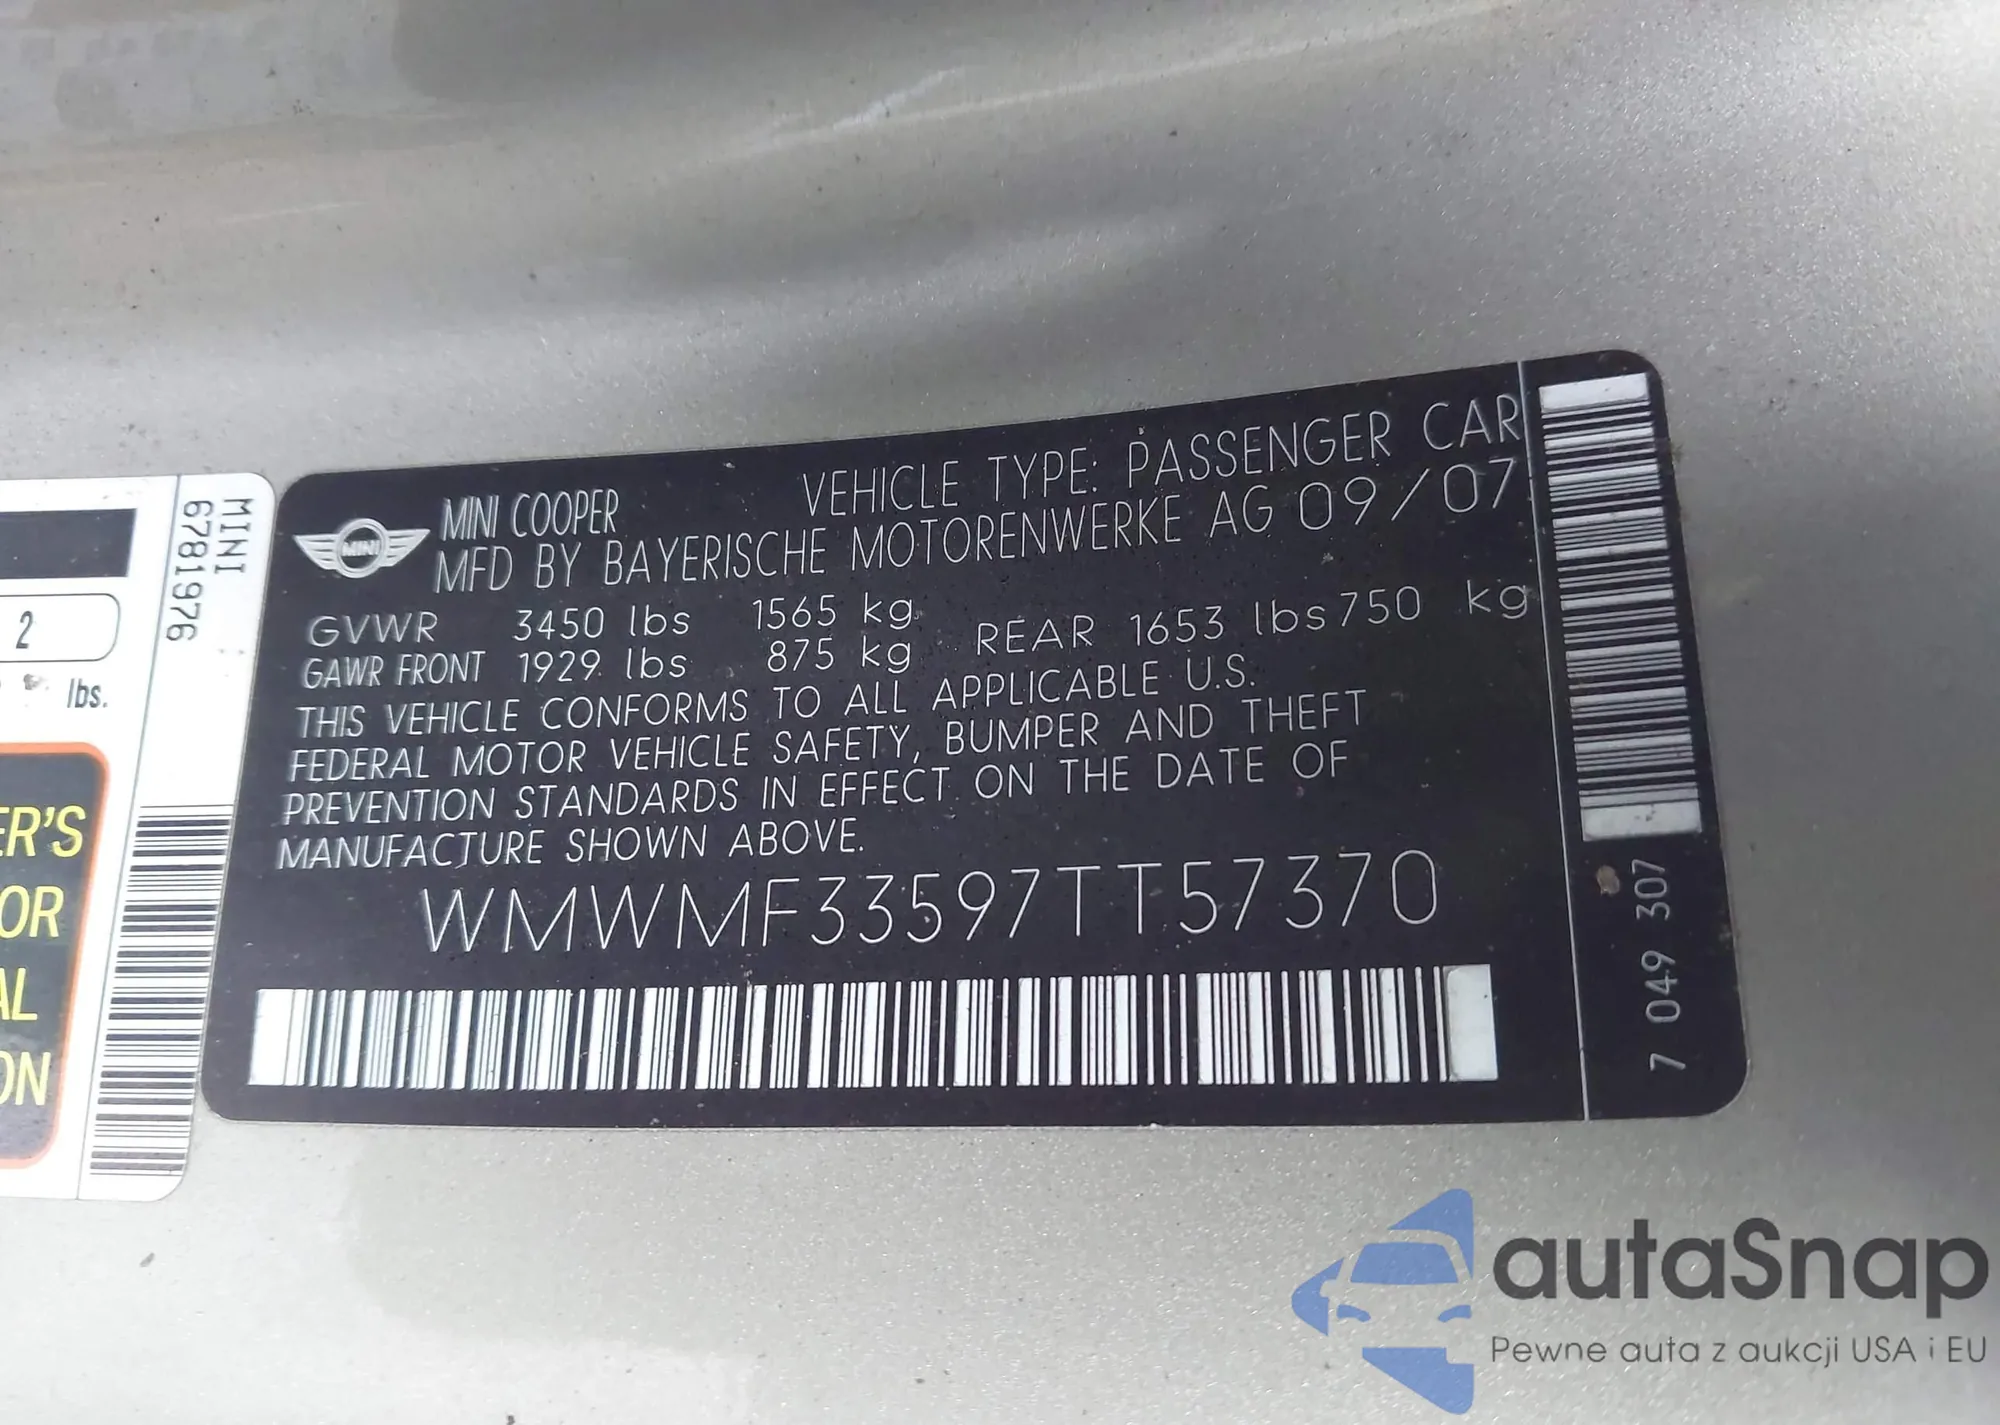 MINI
6781976
2
lbs.
ER'S
OR
AL
ON
MINI
MINI COOPER VEHICLE TYPE: PASSENGER CAR
MFD BY BAYERISCHE MOTORENWERKE AG 09/07
GVWR 3450 lbs 1565 kg
GAWR FRONT 1929 lbs 875 kg REAR 1653 lbs 750 kg
THIS VEHICLE CONFORMS TO ALL APPLICABLE U.S.
FEDERAL MOTOR VEHICLE SAFETY, BUMPER AND THEFT
PREVENTION STANDARDS IN EFFECT ON THE DATE OF
MANUFACTURE SHOWN ABOVE.
WMWMF33597TT57370
7 049 307
autaSnap
Pewne auta z aukcji USA i EU